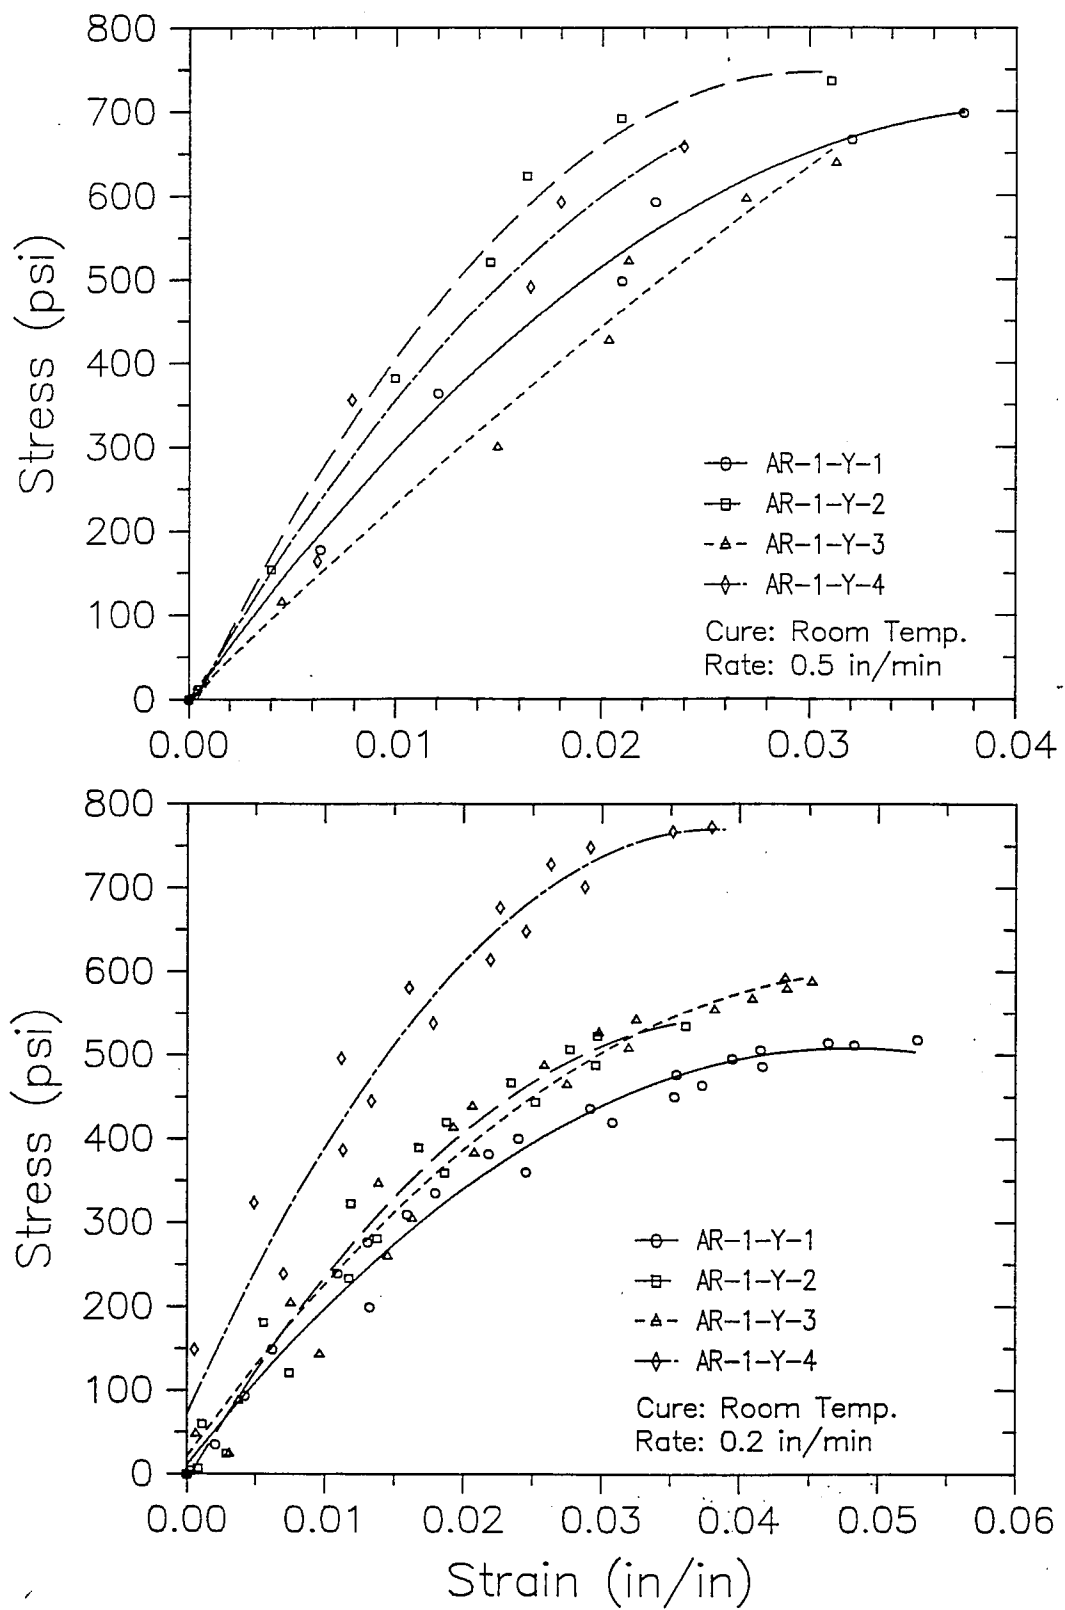 800
700
600
500
400
300
200
100
0
Stress (psi)
AR-1-Y-1
AR-1-Y-2
AR-1-Y-3
AR-1-Y-4
Cure: Room Temp.
Rate: 0.5 in/min
0.00 0.01 0.02 0.03 0.04
800
700
600
500
400
300
200
100
0
Stress (psi)
AR-1-Y-1
AR-1-Y-2
AR-1-Y-3
AR-1-Y-4
Cure: Room Temp.
Rate: 0.2 in/min
0.00 0.01 0.02 0.03 0.04 0.05 0.06
Strain (in/in)